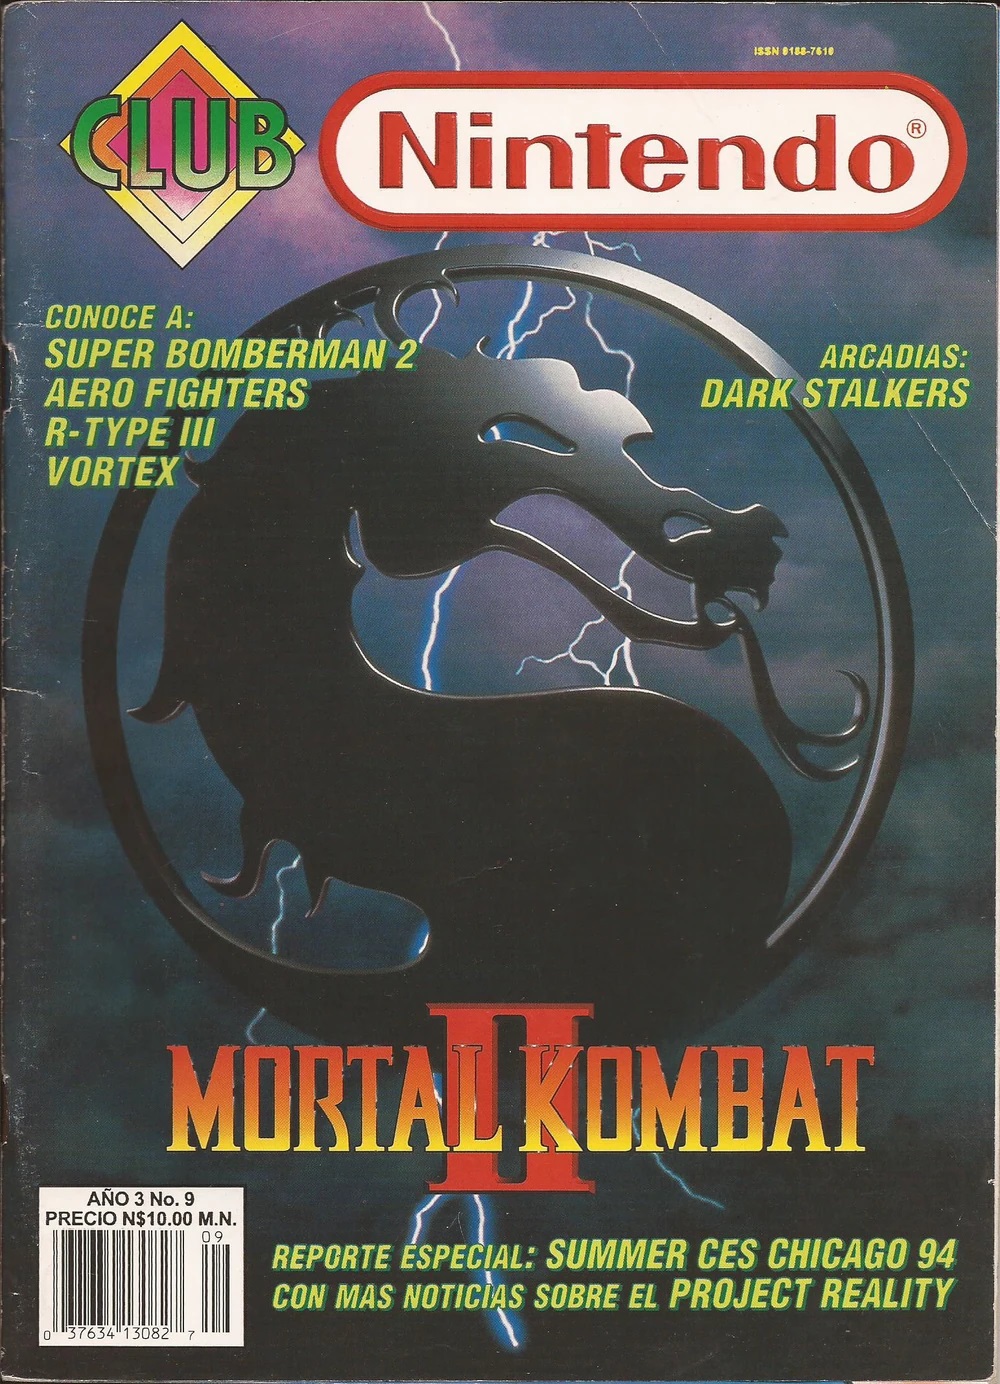 ISSN 0188-7610
CLUB
Nintendo®
CONOCE A:
SUPER BOMBERMAN 2
AERO FIGHTERS
R-TYPE III
VORTEX
ARCADIAS:
DARK STALKERS
II
MORTAL KOMBAT
AÑO 3 No. 9
PRECIO N$10.00 M.N.
09
0 37634 13082 7
REPORTE ESPECIAL: SUMMER CES CHICAGO 94
CON MAS NOTICIAS SOBRE EL PROJECT REALITY